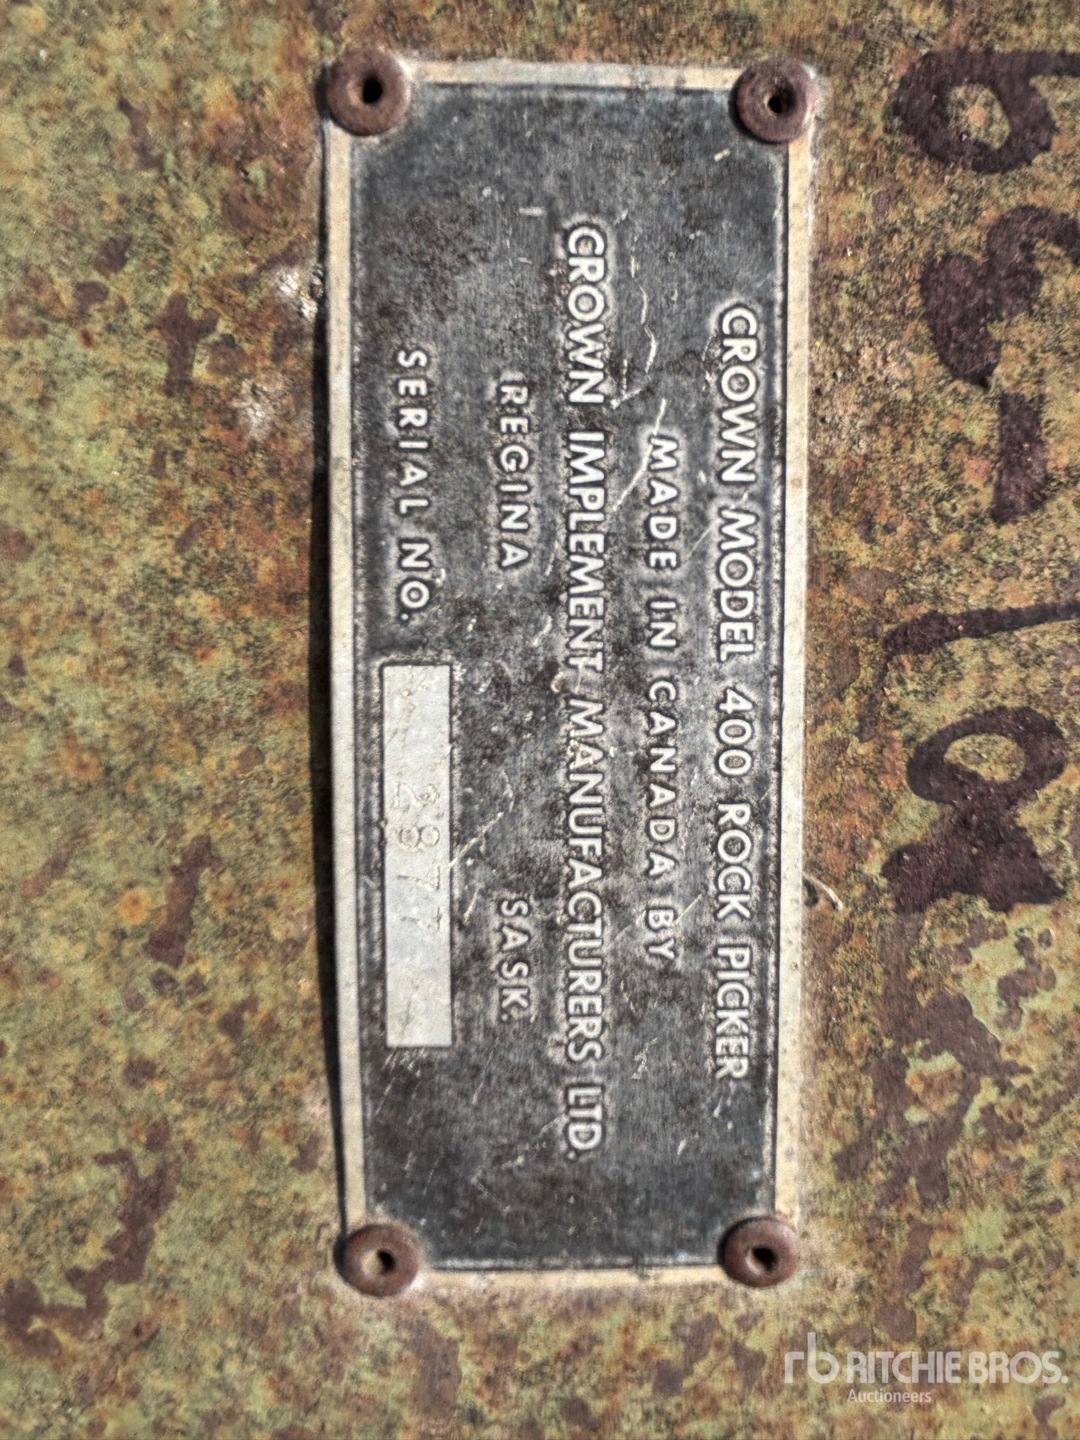 CROWN MODEL 400 ROCK PICKER
MADE IN CANADA BY
CROWN IMPLEMENT MANUFACTURERS LTD.
REGINA SASK.
SERIAL NO. 2877
rb RITCHIE BROS.
Auctioneers